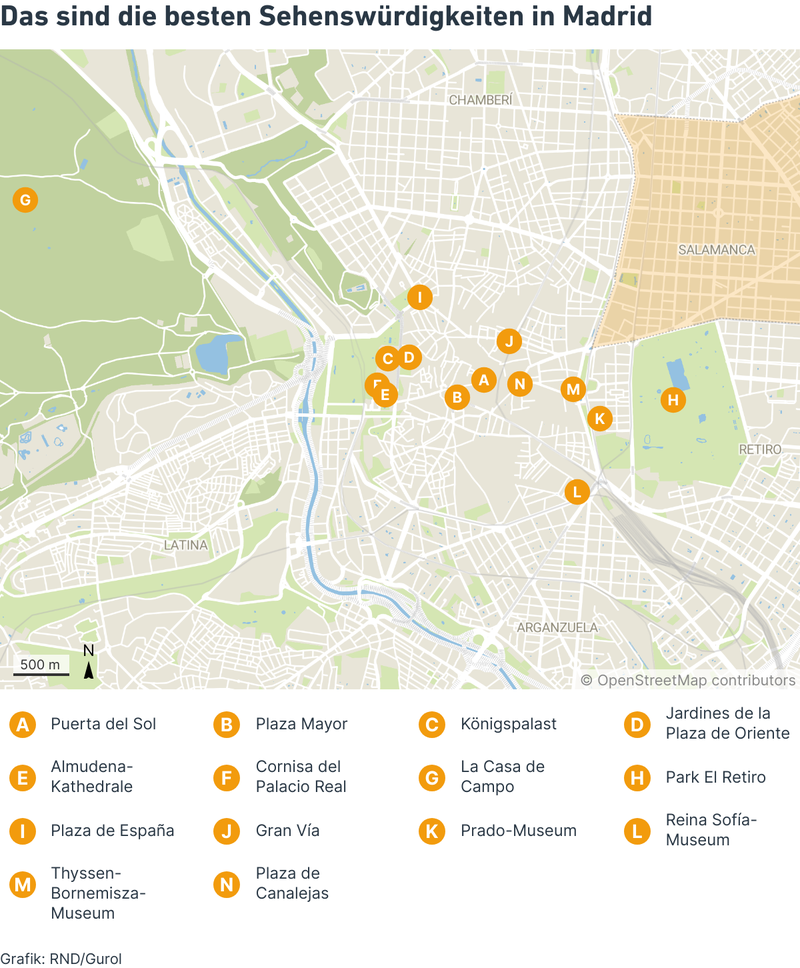 Das sind die besten Sehenswürdigkeiten in Madrid
CHAMBERÍ
G
SALAMANCA
I
J
C
D
F
E
A
N
B
M
H
K
RETIRO
L
LATINA
ARGANZUELA
N
500 m
© OpenStreetMap contributors
A Puerta del Sol
B Plaza Mayor
C Königspalast
D Jardines de la
Plaza de Oriente
E Almudena-
Kathedrale
F Cornisa del
Palacio Real
G La Casa de
Campo
H Park El Retiro
I Plaza de España
J Gran Vía
K Prado-Museum
L Reina Sofía-
Museum
M Thyssen-
Bornemisza-
Museum
N Plaza de
Canalejas
Grafik: RND/Gurol